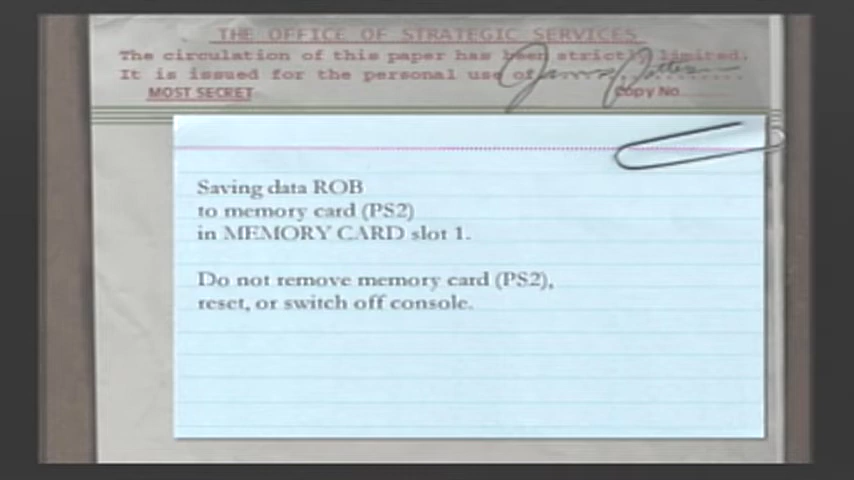 THE OFFICE OF STRATEGIC SERVICES
The circulation of this paper has been strictly limited.
It is issued for the personal use of
MOST SECRET
Copy No
Saving data ROB
to memory card (PS2)
in MEMORY CARD slot 1.
Do not remove memory card (PS2),
reset, or switch off console.